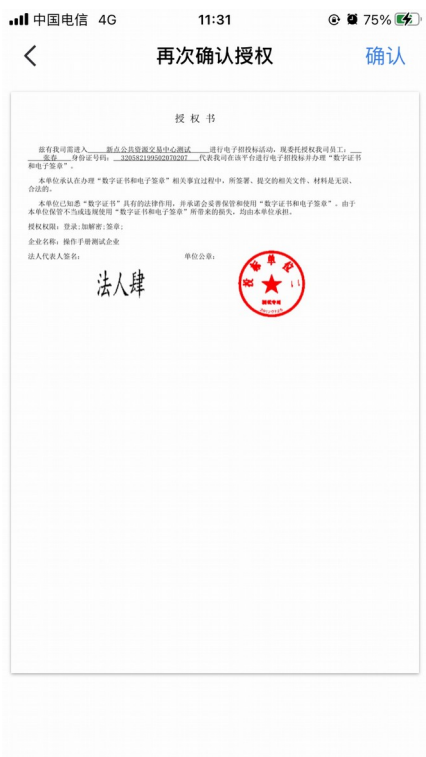 中国电信 4G 11:31 75%
再次确认授权 确认
授 权 书
兹有我司需进入 新点公共资源交易中心测试 进行电子招投标活动，现委托授权我司员工：
张春 身份证号码： 320582199502070207 代表我司在该平台进行电子招投标并办理“数字证书
和电子签章”。
本单位承认在办理“数字证书”相关事宜过程中，所签署、提交的相关文件、材料是无误、
合法的。
本单位已知悉“数字证书”具有的法律作用，并承诺会妥善保管和使用“数字证书和电子签章”。由于
本单位保管不当或违规使用“数字证书和电子签章”所带来的损失，均由本单位承担。
授权权限：登录;加解密;签章;
企业名称：操作手册测试企业
法人代表人签名： 单位公章：
法人肆
投标单位